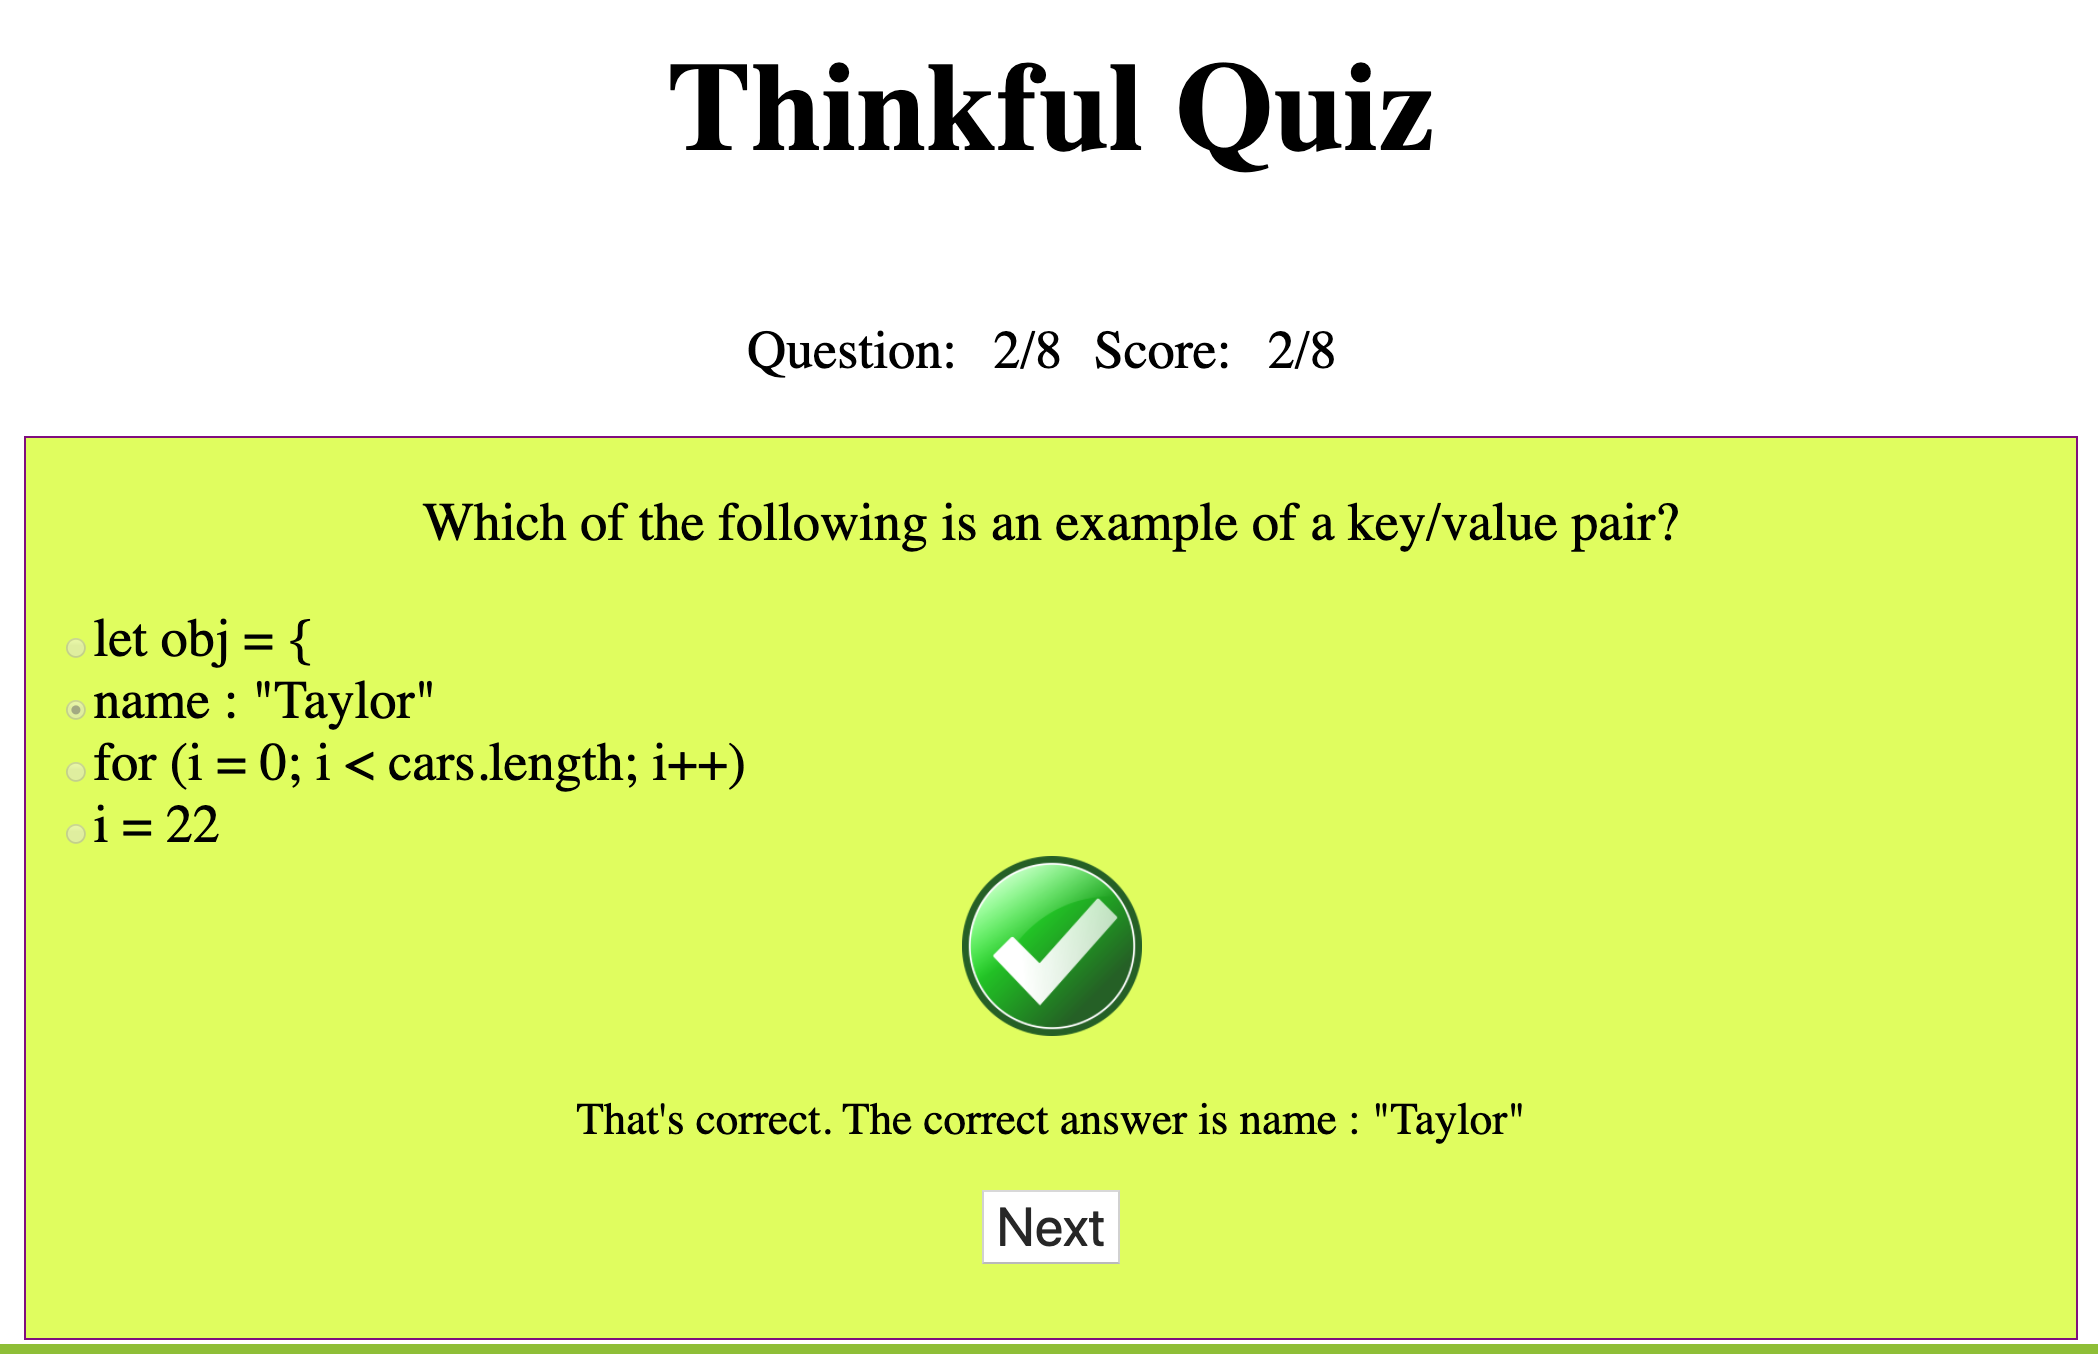 Thinkful Quiz
Question: 2/8 Score: 2/8
Which of the following is an example of a key/value pair?
let obj = {
name : "Taylor"
for (i = 0; i < cars.length; i++)
i = 22
That's correct. The correct answer is name : "Taylor"
Next